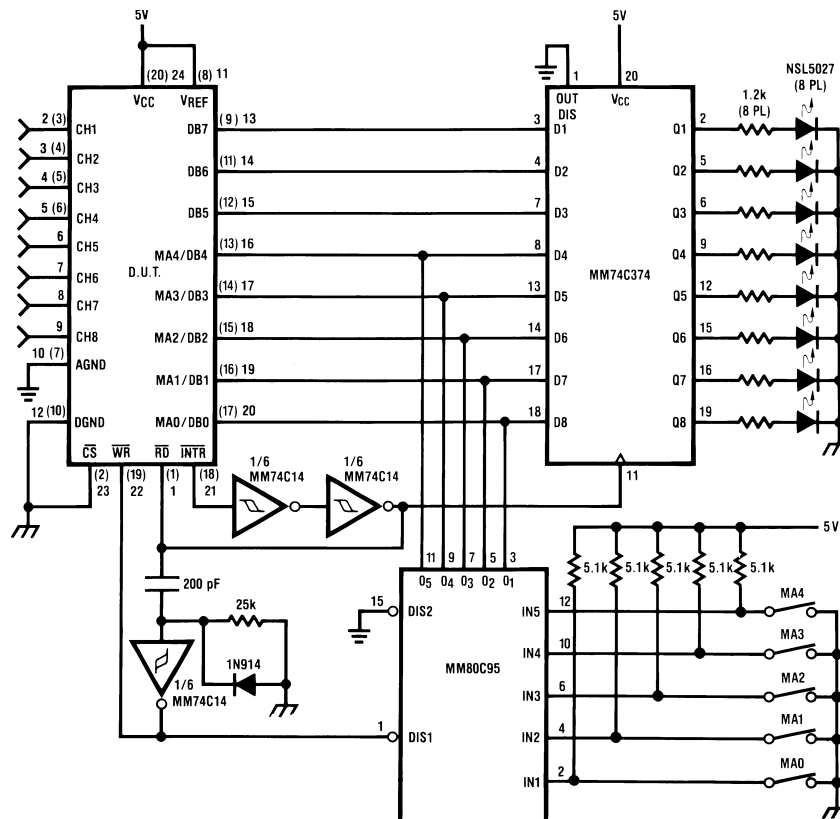 5V
5V
(20) 24
(8) 11
1
20
NSL5027
(8 PL)
VCC
VREF
OUT
DIS
VCC
1.2k
(8 PL)
2 (3)
CH1
DB7
(9) 13
3
D1
Q1
2
3 (4)
CH2
DB6
(11) 14
4
D2
Q2
5
4 (5)
CH3
DB5
(12) 15
7
D3
Q3
6
5 (6)
CH4
MA4/DB4
(13) 16
8
D4
Q4
9
6
CH5
D.U.T.
MM74C374
7
CH6
MA3/DB3
(14) 17
13
D5
Q5
12
8
CH7
MA2/DB2
(15) 18
14
D6
Q6
15
9
CH8
10 (7)
AGND
MA1/DB1
(16) 19
17
D7
Q7
16
12 (10)
DGND
MA0/DB0
(17) 20
18
D8
Q8
19
CS
WR
RD
INTR
(2)
23
(19)
22
(1)
1
(18)
21
1/6
MM74C14
1/6
MM74C14
11
5V
200 pF
25k
1N914
1/6
MM74C14
11
9
7
5
3
O5
O4
O3
O2
O1
5.1k
5.1k
5.1k
5.1k
5.1k
15
DIS2
IN5
12
MA4
MM80C95
IN4
10
MA3
IN3
6
MA2
1
DIS1
IN2
4
MA1
IN1
2
MA0